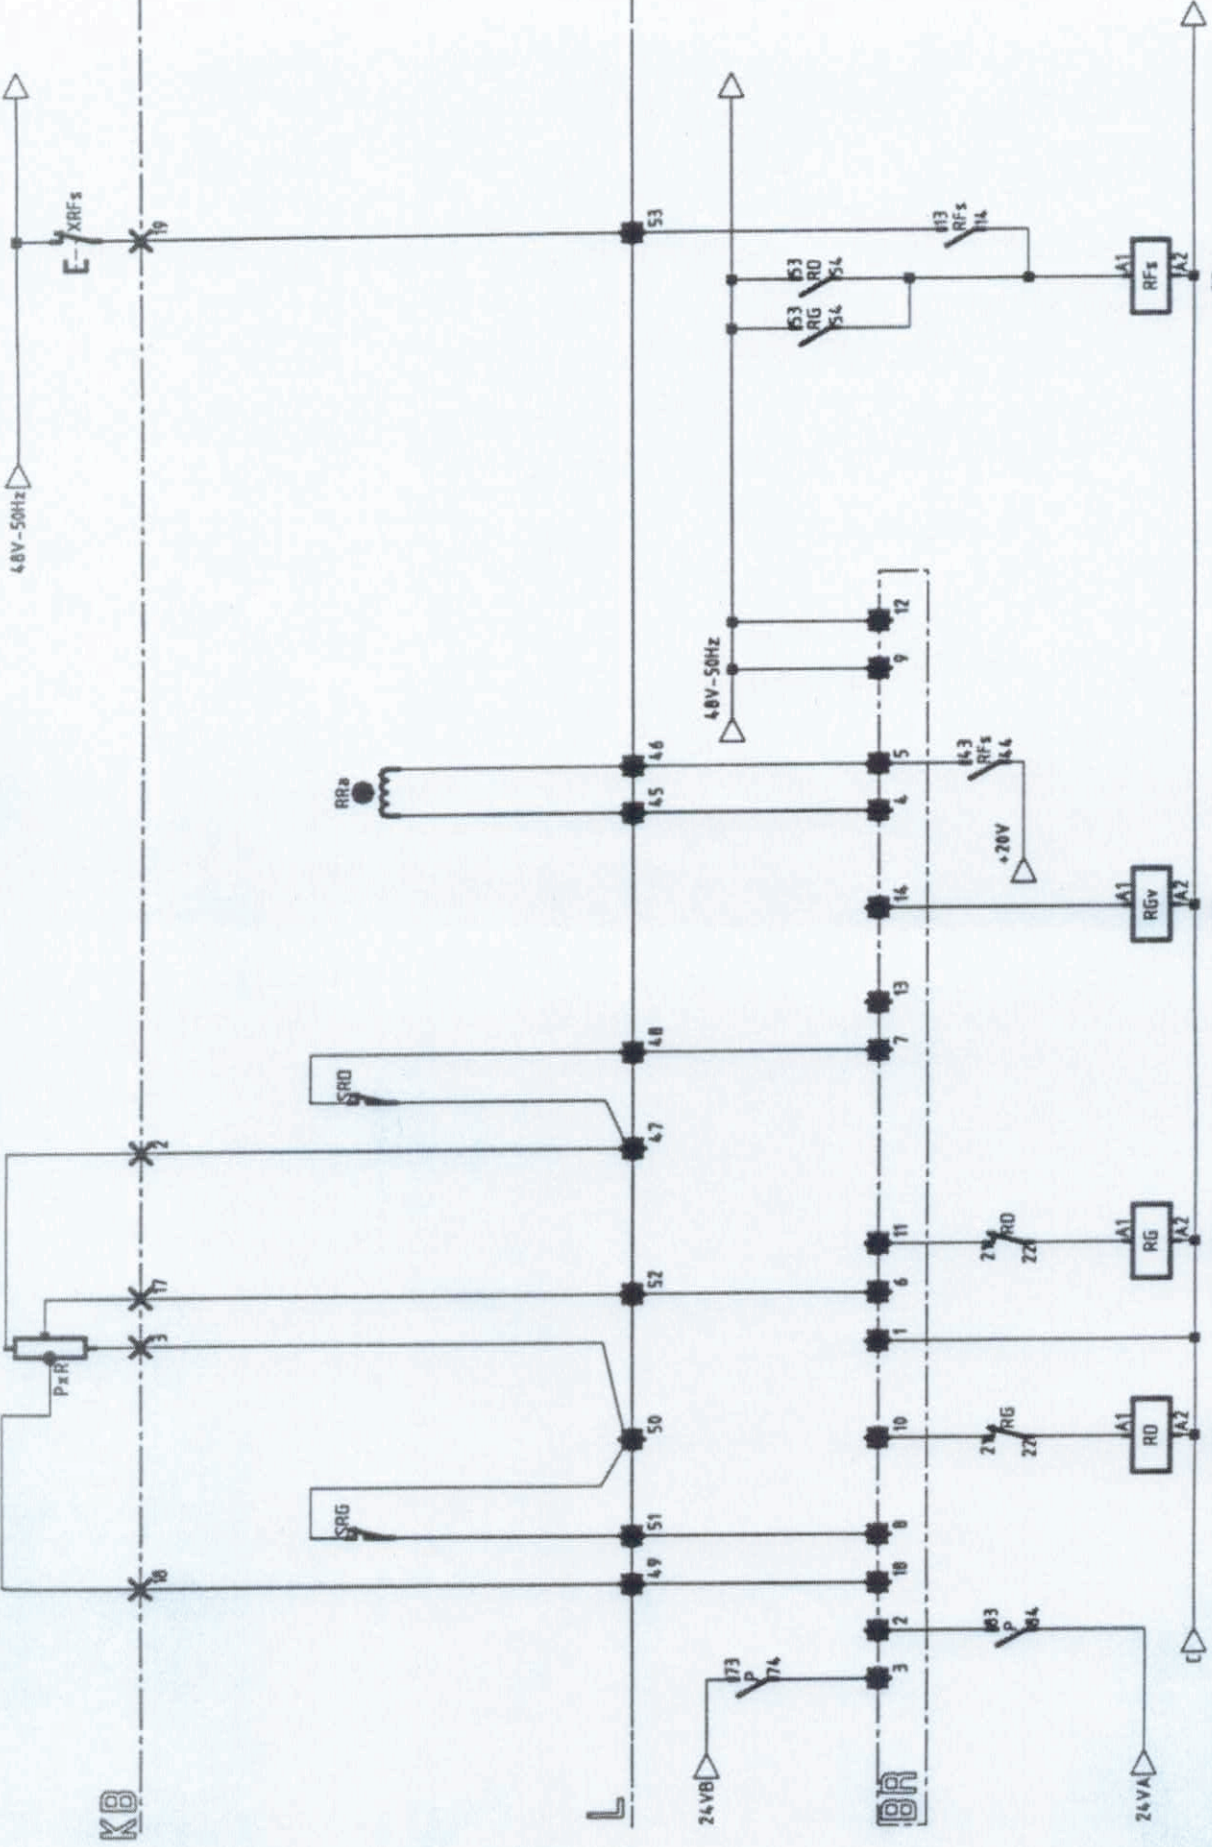 48V-50Hz
XRFs
KB
18
PxR
3
17
2
19
SRG
SRD
RRa
L
49
51
50
52
47
48
45
46
53
24VB
73
P
74
48V-50Hz
53
RG
54
53
RD
54
BR
3
2
18
8
10
1
6
11
7
13
14
4
5
9
12
13
RFs
14
83
P
84
21
RG
22
21
RD
22
43
RFs
44
+20V
24VA
A1
RD
A2
A1
RG
A2
A1
RGv
A2
A1
RFs
A2
C